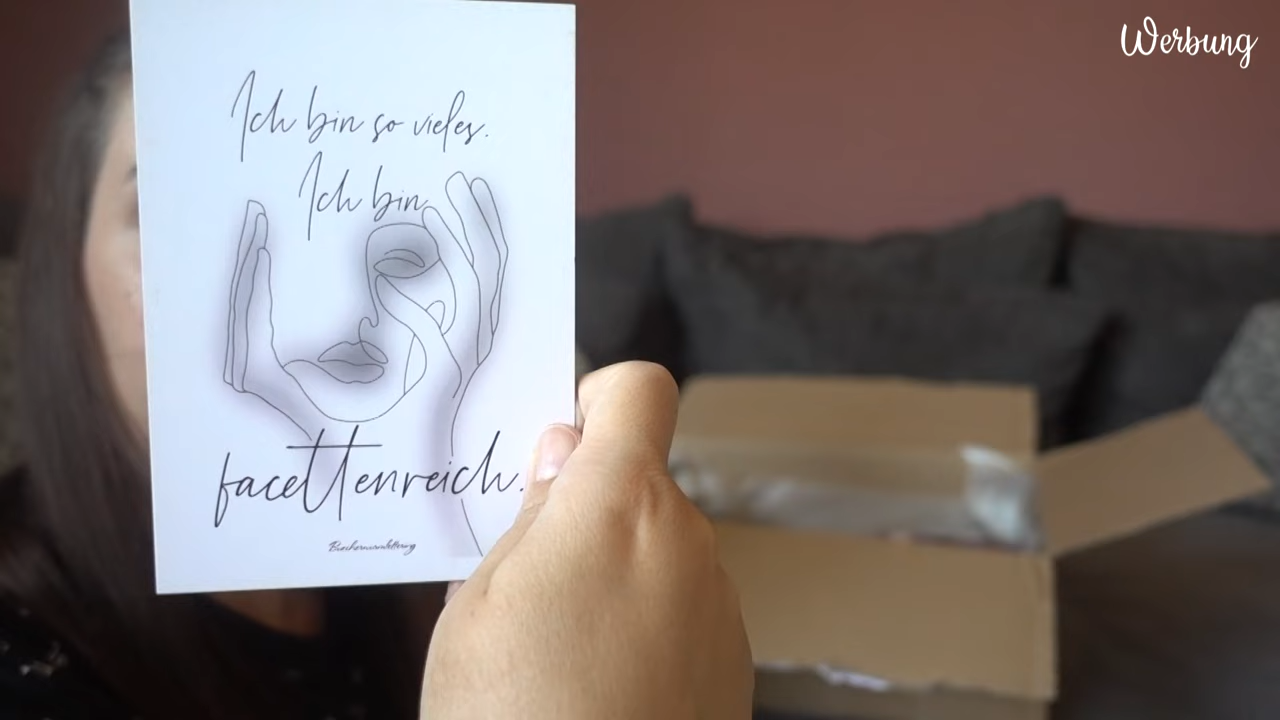 Werbung
Ich bin so vieles.
Ich bin
facettenreich.